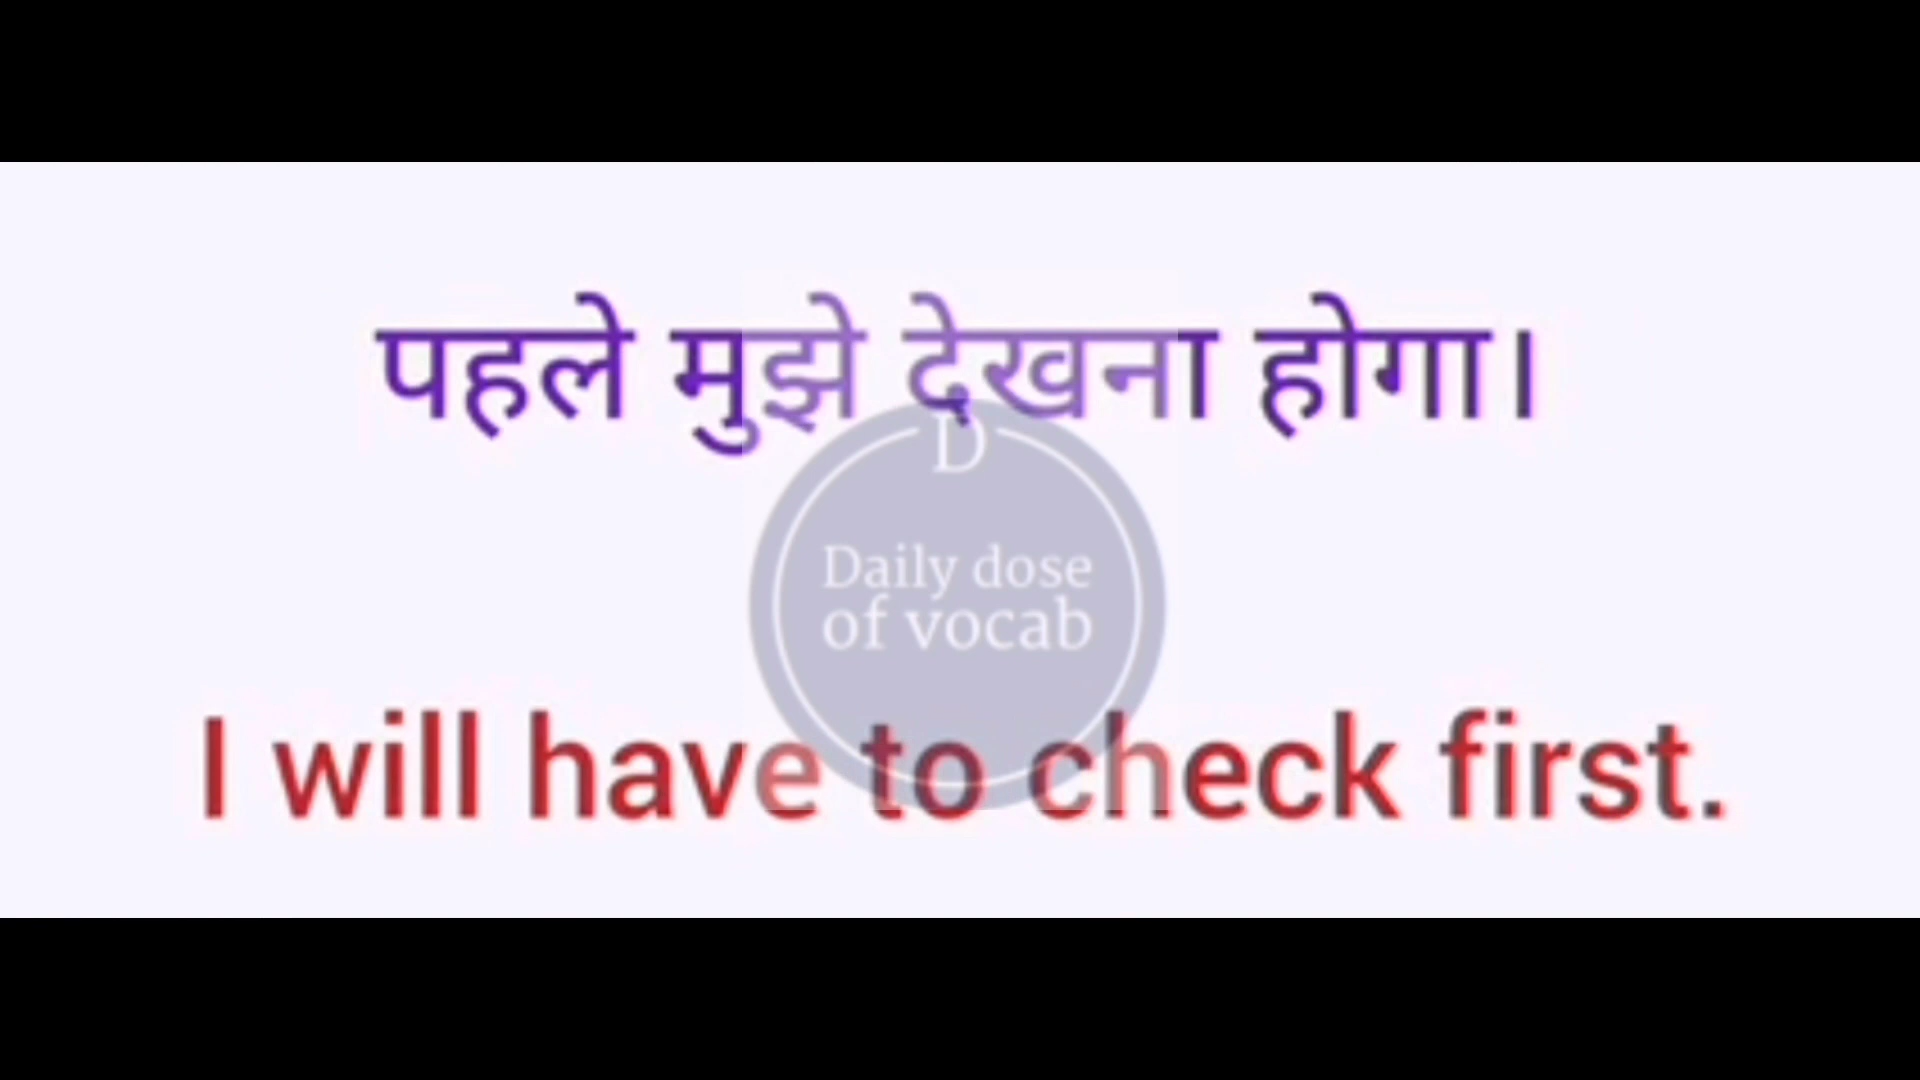 पहले मुझे देखना होगा।
D
Daily dose
of vocab
I will have to check first.